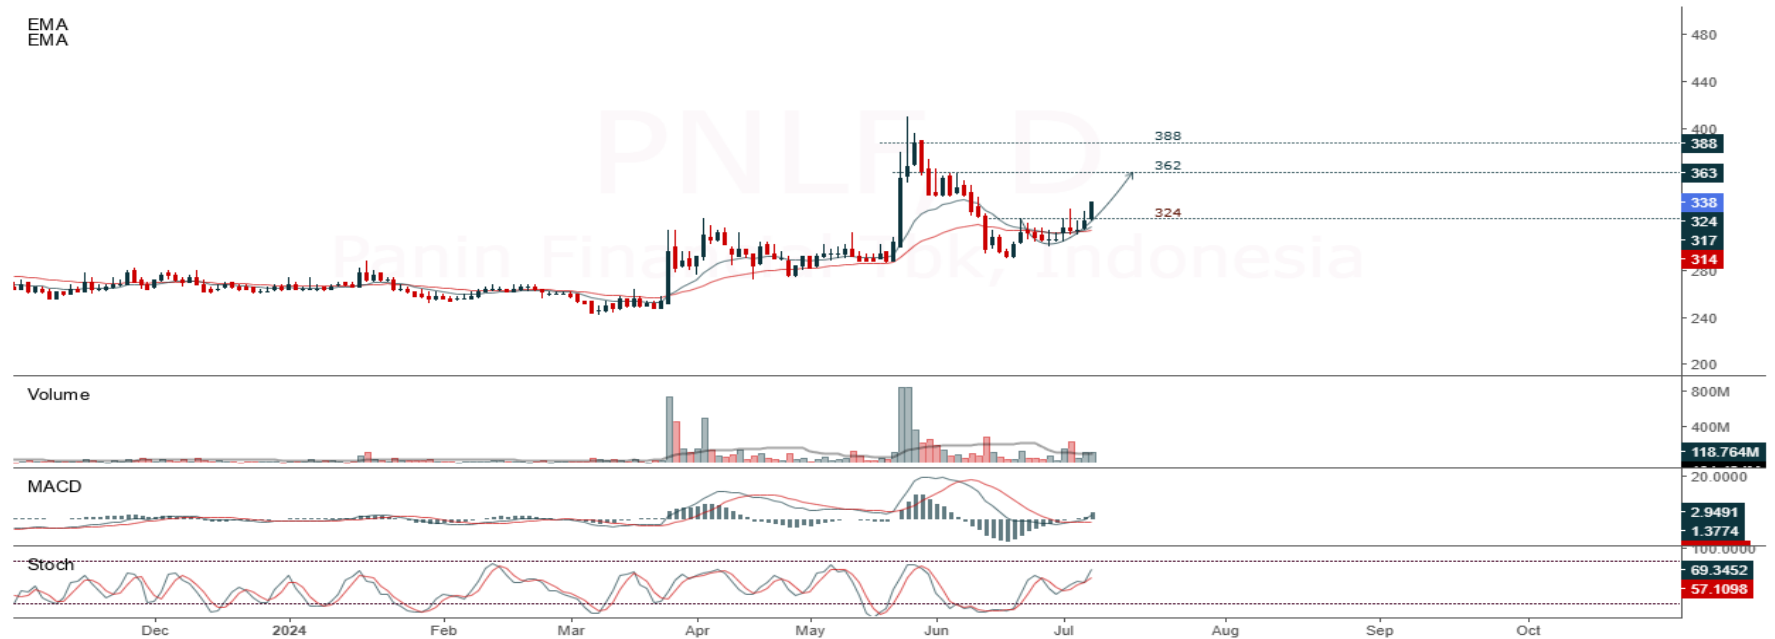 EMA
EMA
PNLF, D
Panin Financial Tbk, Indonesia
388
362
324
480
440
400
388
363
338
324
317
314
280
240
200
Volume
800M
400M
118.764M
MACD
20.0000
2.9491
1.3774
Stoch
100.0000
69.3452
57.1098
Dec
2024
Feb
Mar
Apr
May
Jun
Jul
Aug
Sep
Oct